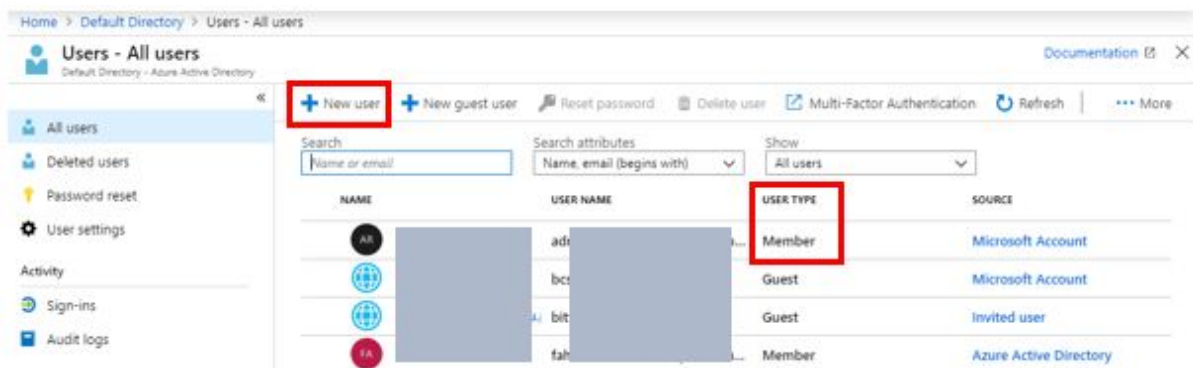 Home > Default Directory > Users - All users
Users - All users
Default Directory - Azure Active Directory
Documentation
«
New user New guest user Reset password Delete user Multi-Factor Authentication Refresh ... More
All users
Deleted users
Password reset
User settings
Activity
Sign-ins
Audit logs
Search Search attributes Show
Name or email Name, email (begins with) All users
NAME USER NAME USER TYPE SOURCE
AR Member Microsoft Account
Guest Microsoft Account
Guest Invited user
FA Member Azure Active Directory